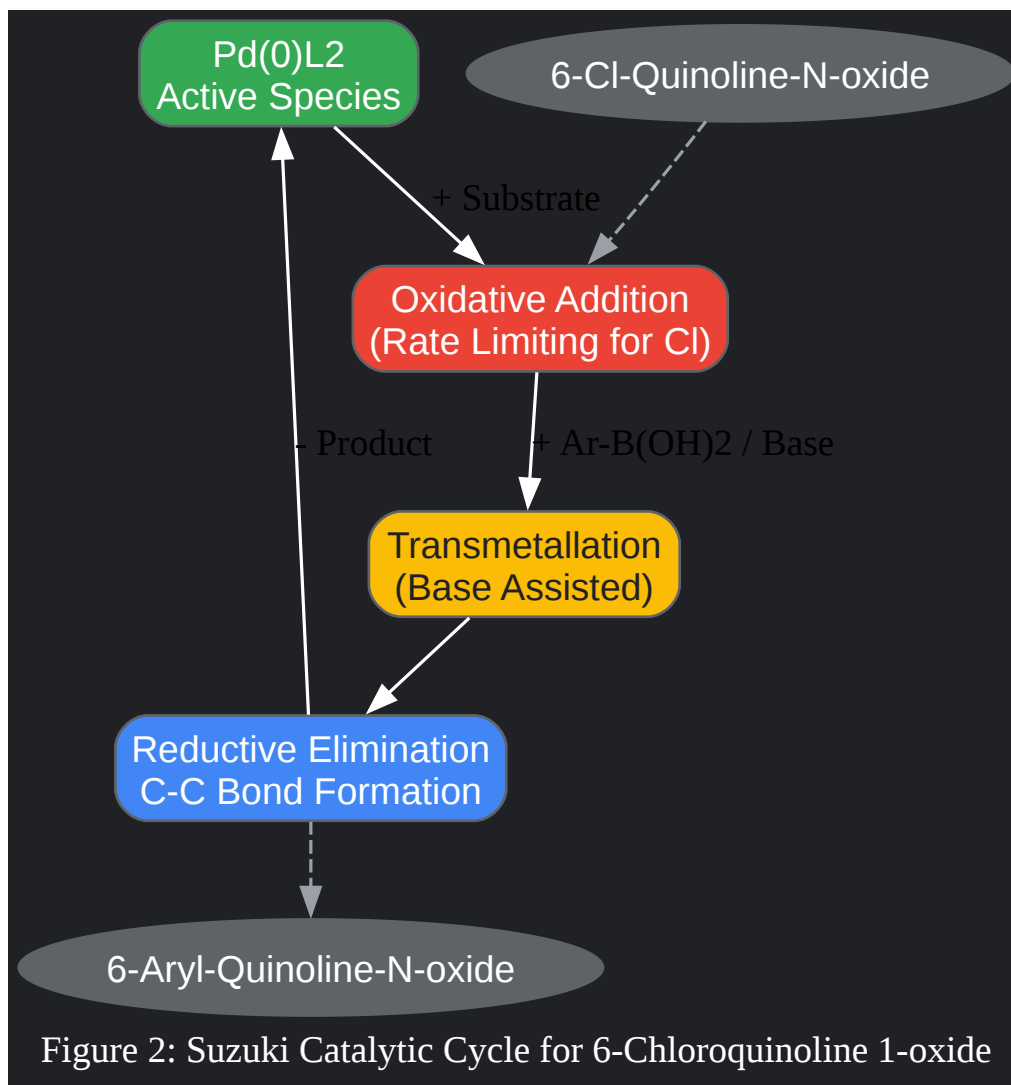 Pd(0)L2
Active Species
6-Cl-Quinoline-N-oxide
+ Substrate
Oxidative Addition
(Rate Limiting for Cl)
- Product
+ Ar-B(OH)2 / Base
Transmetallation
(Base Assisted)
Reductive Elimination
C-C Bond Formation
6-Aryl-Quinoline-N-oxide
Figure 2: Suzuki Catalytic Cycle for 6-Chloroquinoline 1-oxide